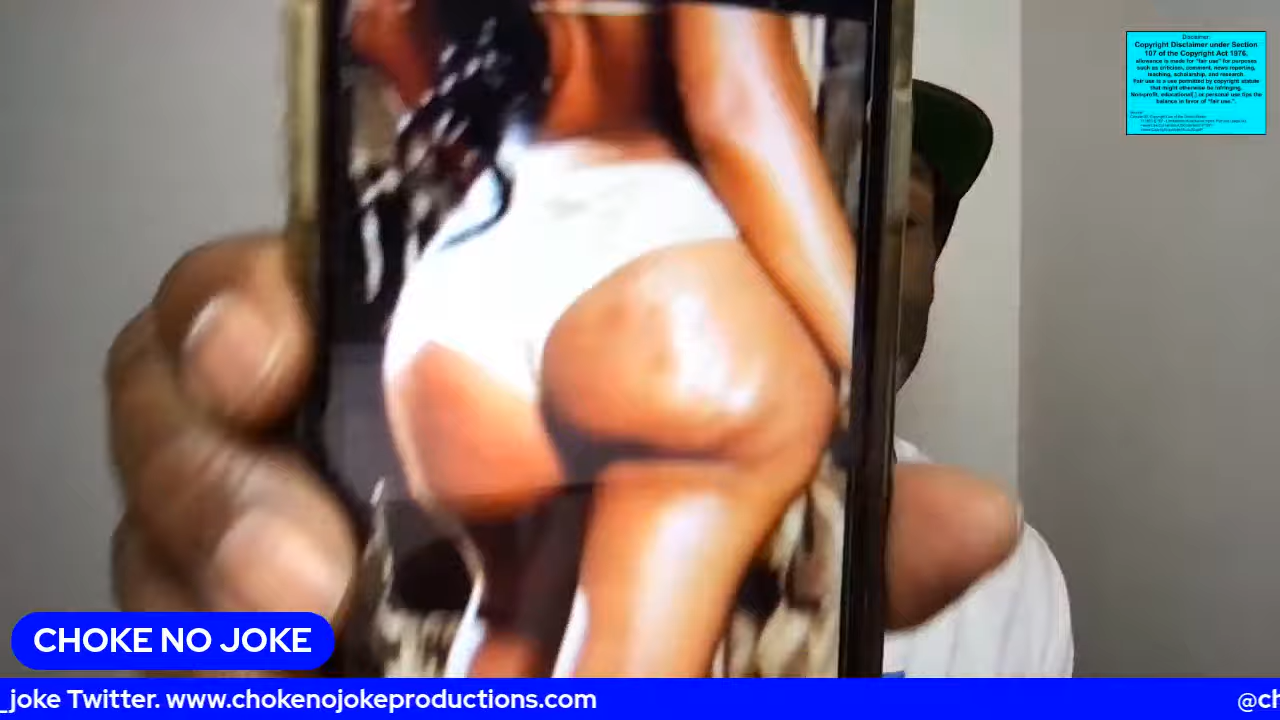 Disclaimer:
Copyright Disclaimer under Section
107 of the Copyright Act 1976,
allowance is made for "fair use" for purposes
such as criticism, comment, news reporting,
teaching, scholarship, and research.
Fair use is a use permitted by copyright statute
that might otherwise be infringing.
Non-profit, educational or personal use tips the
balance in favor of "fair use".
CHOKE NO JOKE
_joke Twitter. www.chokenojokeproductions.com
@ch